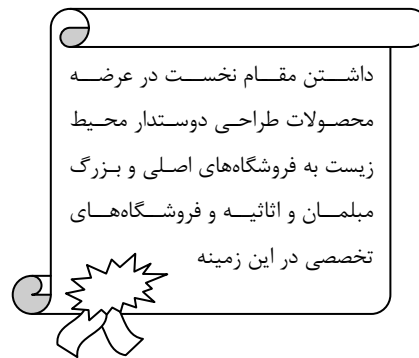 داشتن مقام نخست در عرضه
محصولات طراحی دوستدار محیط
زیست به فروشگاه‌های اصلی و بزرگ
مبلمان و اثاثیه و فروشگاه‌های
تخصصی در این زمینه